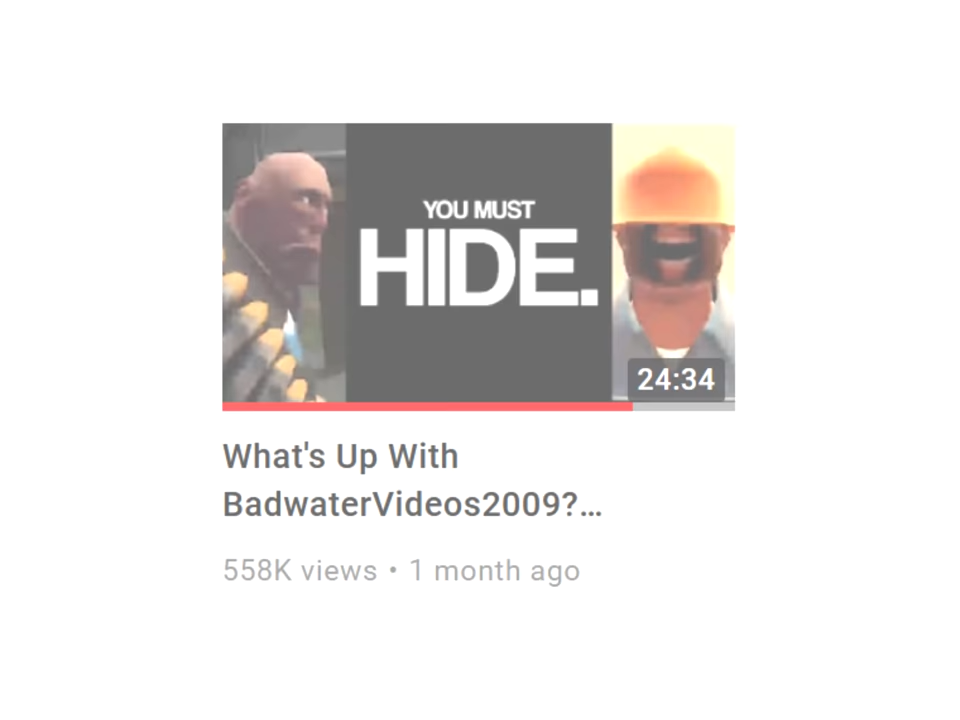 YOU MUST
HIDE.
24:34
What's Up With
BadwaterVideos2009?...
558K views • 1 month ago